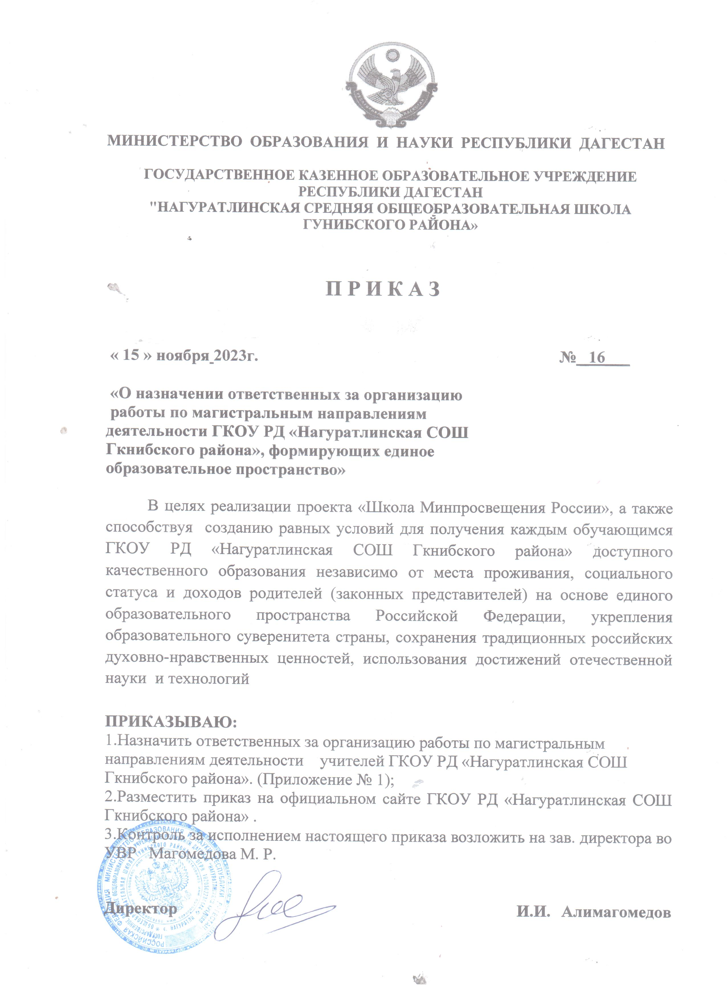 МИНИСТЕРСТВО ОБРАЗОВАНИЯ И НАУКИ РЕСПУБЛИКИ ДАГЕСТАН
ГОСУДАРСТВЕННОЕ КАЗЕННОЕ ОБРАЗОВАТЕЛЬНОЕ УЧРЕЖДЕНИЕ
РЕСПУБЛИКИ ДАГЕСТАН
"НАГУРАТЛИНСКАЯ СРЕДНЯЯ ОБЩЕОБРАЗОВАТЕЛЬНАЯ ШКОЛА
ГУНИБСКОГО РАЙОНА»
П Р И К А З
« 15 » ноября 2023г. № 16
«О назначении ответственных за организацию
работы по магистральным направлениям
деятельности ГКОУ РД «Нагуратлинская СОШ
Гкнибского района», формирующих единое
образовательное пространство»
В целях реализации проекта «Школа Минпросвещения России», а также
способствуя созданию равных условий для получения каждым обучающимся
ГКОУ РД «Нагуратлинская СОШ Гкнибского района» доступного
качественного образования независимо от места проживания, социального
статуса и доходов родителей (законных представителей) на основе единого
образовательного пространства Российской Федерации, укрепления
образовательного суверенитета страны, сохранения традиционных российских
духовно-нравственных ценностей, использования достижений отечественной
науки и технологий
ПРИКАЗЫВАЮ:
1.Назначить ответственных за организацию работы по магистральным
направлениям деятельности учителей ГКОУ РД «Нагуратлинская СОШ
Гкнибского района». (Приложение № 1);
2.Разместить приказ на официальном сайте ГКОУ РД «Нагуратлинская СОШ
Гкнибского района» .
3.Контроль за исполнением настоящего приказа возложить на зав. директора во
УВР Магомедова М. Р.
Директор И.И. Алимагомедов